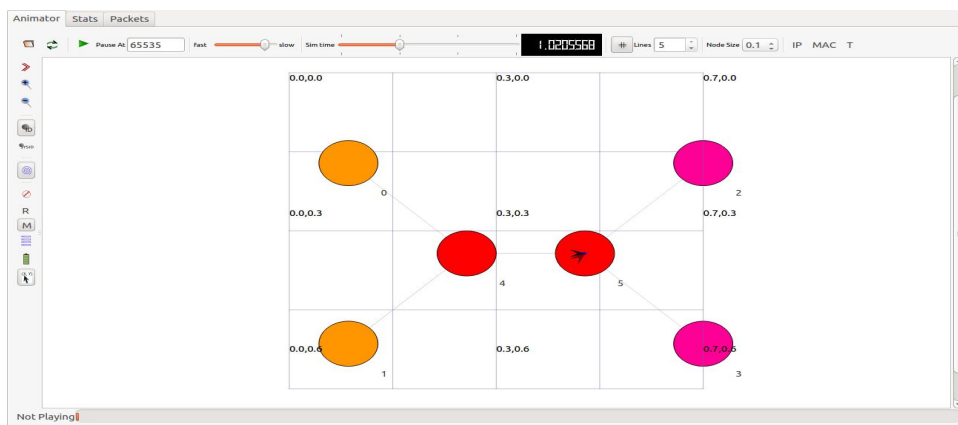 Animator Stats Packets
Pause At 65535 fast slow Sim time 1.0205568 Lines 5 Node Size 0.1 IP MAC T
0.0,0.0 0.3,0.0 0.7,0.0
0 2
0.0,0.3 0.3,0.3 0.7,0.3
R
M
4 5
0.0,0.6 0.3,0.6 0.7,0.6
1 3
Not Playing